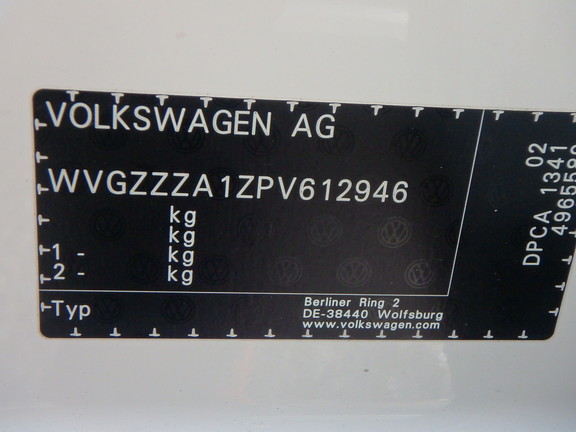 VOLKSWAGEN AG
WVGZZZA1ZPV612946
kg
kg
1 - kg
2 - kg
Typ
Berliner Ring 2
DE-38440 Wolfsburg
www.volkswagen.com
02
DPCA 1341